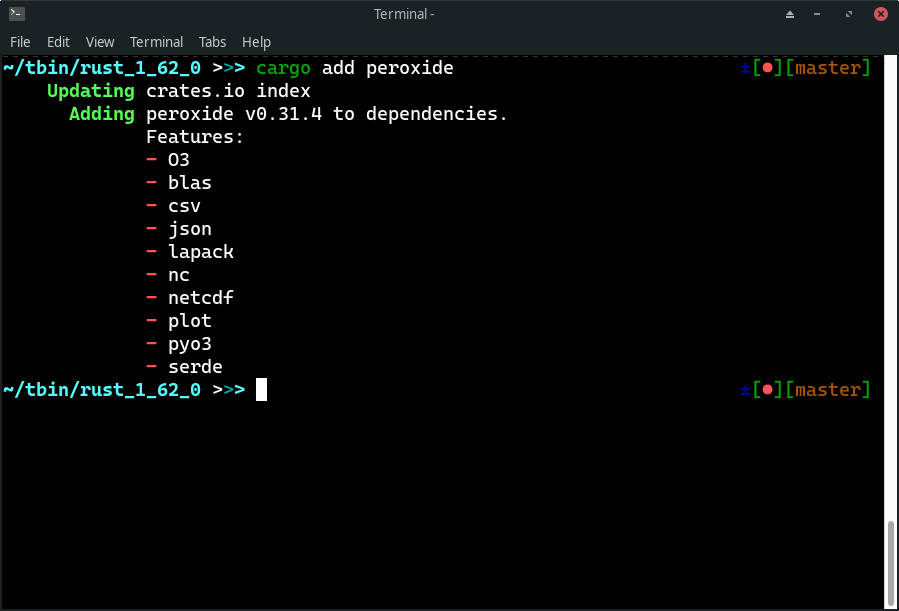 Terminal -
File Edit View Terminal Tabs Help
~/tbin/rust_1_62_0 >>> cargo add peroxide ±[●][master]
Updating crates.io index
Adding peroxide v0.31.4 to dependencies.
Features:
- O3
- blas
- csv
- json
- lapack
- nc
- netcdf
- plot
- pyo3
- serde
~/tbin/rust_1_62_0 >>> ±[●][master]